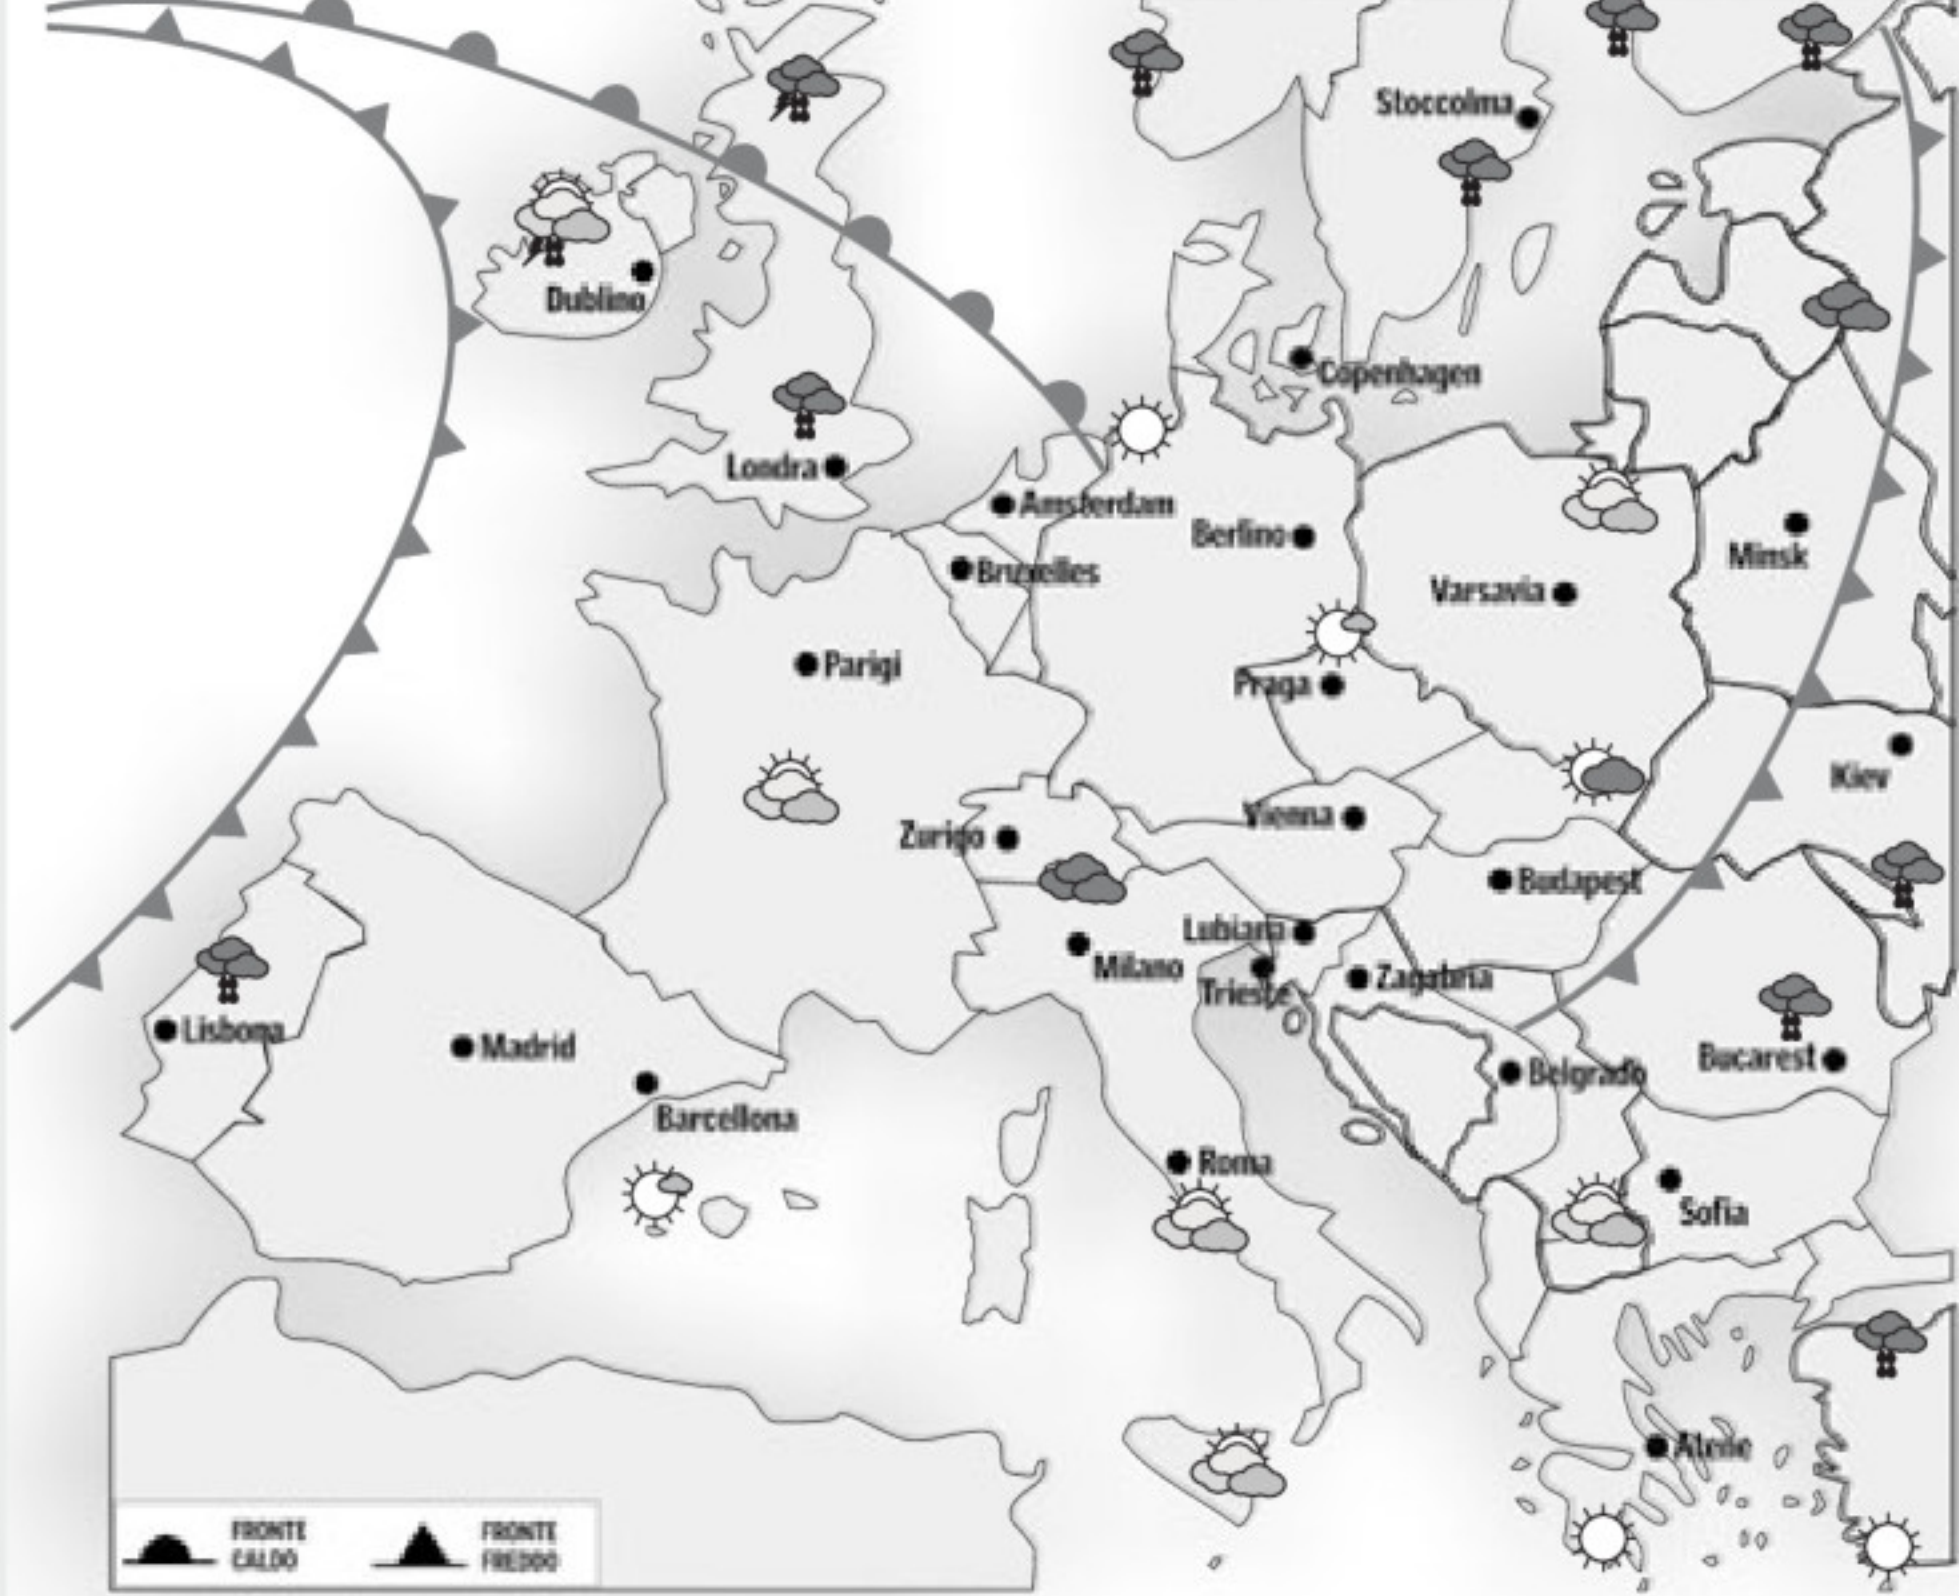 Stoccolma
Dublino
Copenhagen
Londra
Amsterdam
Berlino
Bruxelles
Minsk
Varsavia
Parigi
Praga
Kiev
Vienna
Zurigo
Budapest
Lubiana
Milano
Zagabria
Trieste
Lisbona
Madrid
Belgrado
Bucarest
Barcellona
Roma
Sofia
Atene
FRONTE
CALDO
FRONTE
FREDDO